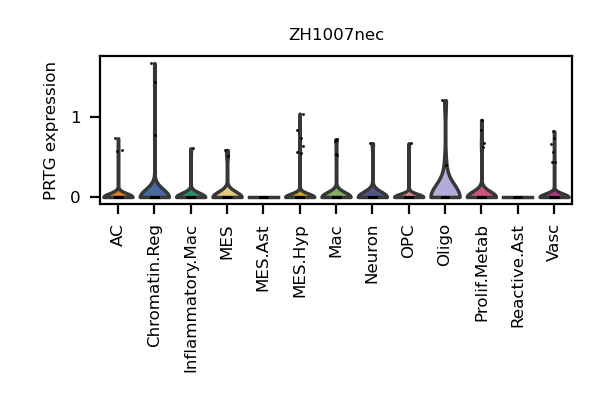 ZH1007nec
PRTG expression
1
0
AC
Chromatin.Reg
Inflammatory.Mac
MES
MES.Ast
MES.Hyp
Mac
Neuron
OPC
Oligo
Prolif.Metab
Reactive.Ast
Vasc